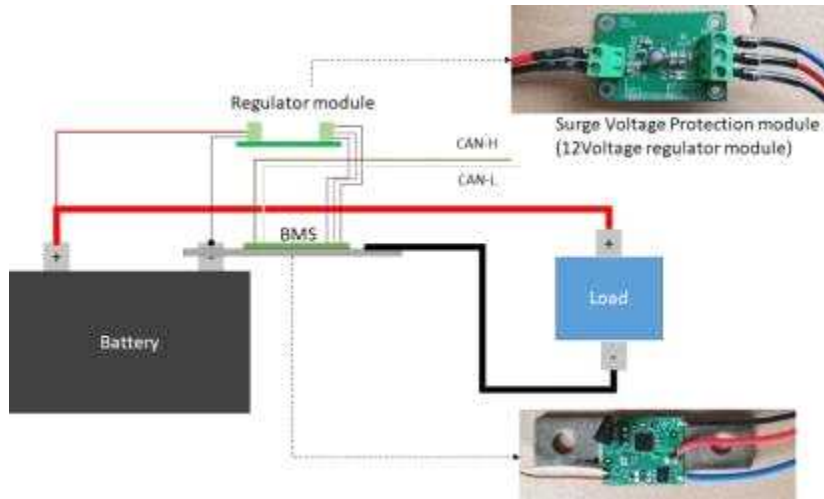 Regulator module
Surge Voltage Protection module
(12Voltage regulator module)
CAN-H
CAN-L
BMS
+
-
+
Load
Battery
-